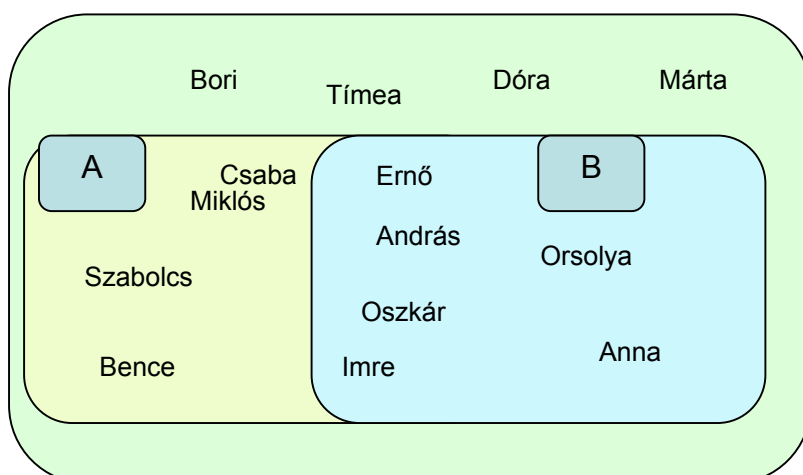 Bori
Tímea
Dóra
Márta
A
Csaba
Miklós
Ernő
B
András
Orsolya
Szabolcs
Oszkár
Bence
Imre
Anna